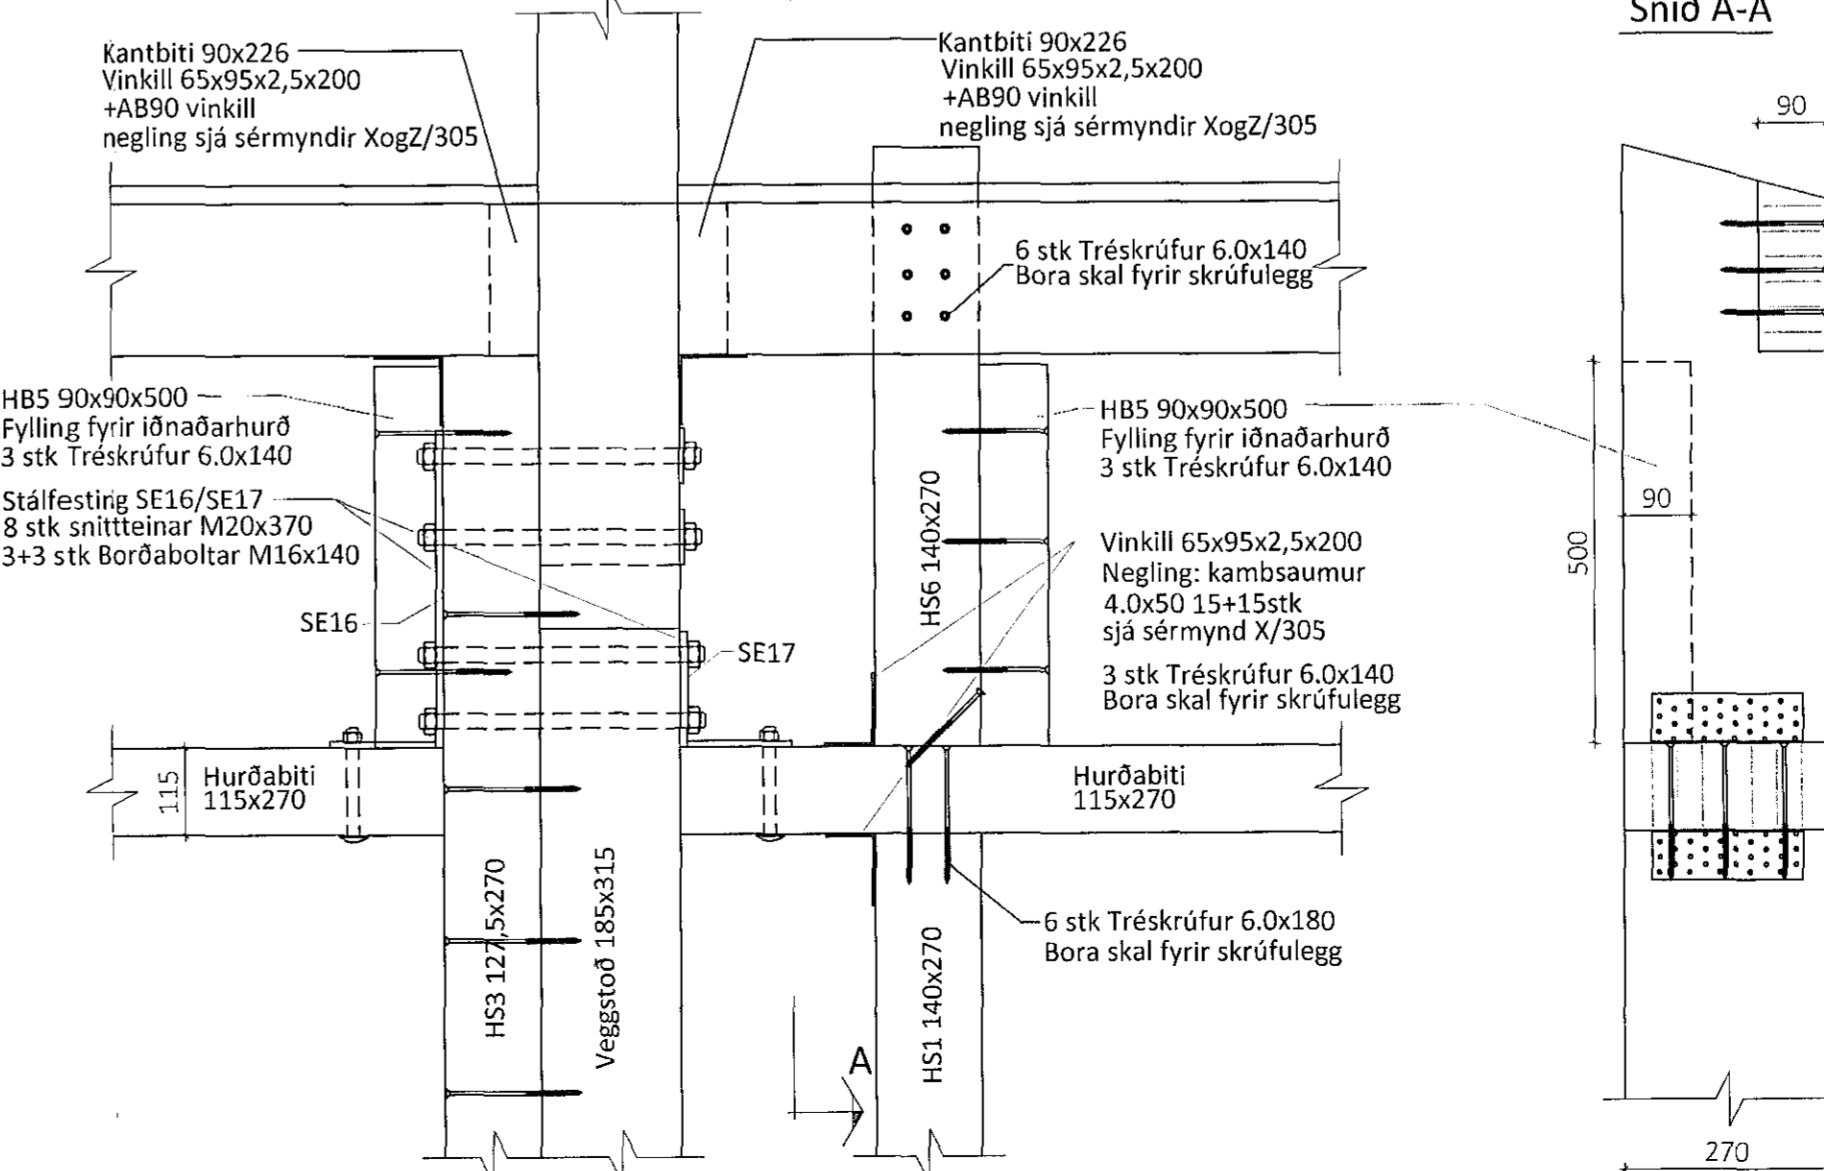 Snið A-A
Kantbiti 90x226
Vinkill 65x95x2,5x200
+AB90 vinkill
negling sjá sérmyndir XogZ/305
Kantbiti 90x226
Vinkill 65x95x2,5x200
+AB90 vinkill
negling sjá sérmyndir XogZ/305
90
6 stk Tréskrúfur 6.0x140
Bora skal fyrir skrúfulegg
HB5 90x90x500
Fylling fyrir iðnaðarhurð
3 stk Tréskrúfur 6.0x140
Stálfesting SE16/SE17
8 stk snittteinar M20x370
3+3 stk Borðaboltar M16x140
SE16
SE17
HS6 140x270
HB5 90x90x500
Fylling fyrir iðnaðarhurð
3 stk Tréskrúfur 6.0x140
90
500
Vinkill 65x95x2,5x200
Negling: kambsaumur
4.0x50 15+15stk
sjá sérmynd X/305
3 stk Tréskrúfur 6.0x140
Bora skal fyrir skrúfulegg
115
Hurðabiti
115x270
Hurðabiti
115x270
HS3 127,5x270
Veggstoð 185x315
HS1 140x270
6 stk Tréskrúfur 6.0x180
Bora skal fyrir skrúfulegg
A
270